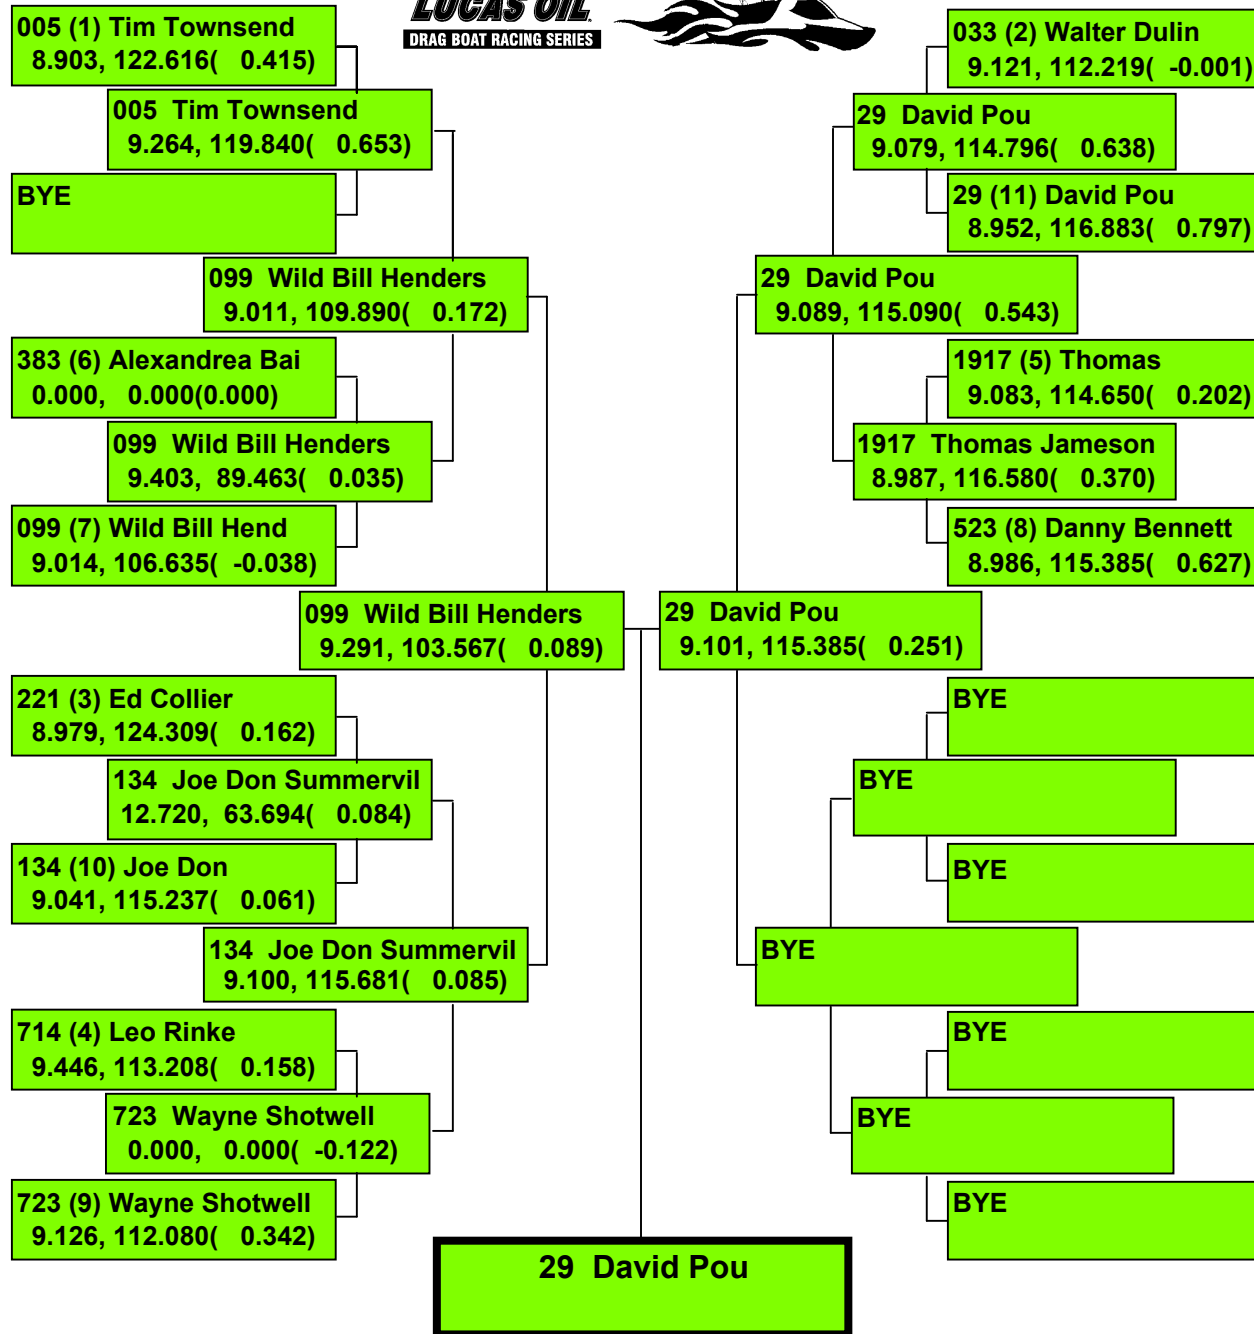 LUCAS OIL
DRAG BOAT RACING SERIES
005 (1) Tim Townsend
8.903, 122.616( 0.415)
005 Tim Townsend
9.264, 119.840( 0.653)
BYE
099 Wild Bill Henders
9.011, 109.890( 0.172)
383 (6) Alexandrea Bai
0.000, 0.000(0.000)
099 Wild Bill Henders
9.403, 89.463( 0.035)
099 (7) Wild Bill Hend
9.014, 106.635( -0.038)
099 Wild Bill Henders
9.291, 103.567( 0.089)
221 (3) Ed Collier
8.979, 124.309( 0.162)
134 Joe Don Summervil
12.720, 63.694( 0.084)
134 (10) Joe Don
9.041, 115.237( 0.061)
134 Joe Don Summervil
9.100, 115.681( 0.085)
714 (4) Leo Rinke
9.446, 113.208( 0.158)
723 Wayne Shotwell
0.000, 0.000( -0.122)
723 (9) Wayne Shotwell
9.126, 112.080( 0.342)
033 (2) Walter Dulin
9.121, 112.219( -0.001)
29 David Pou
9.079, 114.796( 0.638)
29 (11) David Pou
8.952, 116.883( 0.797)
29 David Pou
9.089, 115.090( 0.543)
1917 (5) Thomas
9.083, 114.650( 0.202)
1917 Thomas Jameson
8.987, 116.580( 0.370)
523 (8) Danny Bennett
8.986, 115.385( 0.627)
29 David Pou
9.101, 115.385( 0.251)
BYE
BYE
BYE
BYE
BYE
BYE
BYE
29 David Pou